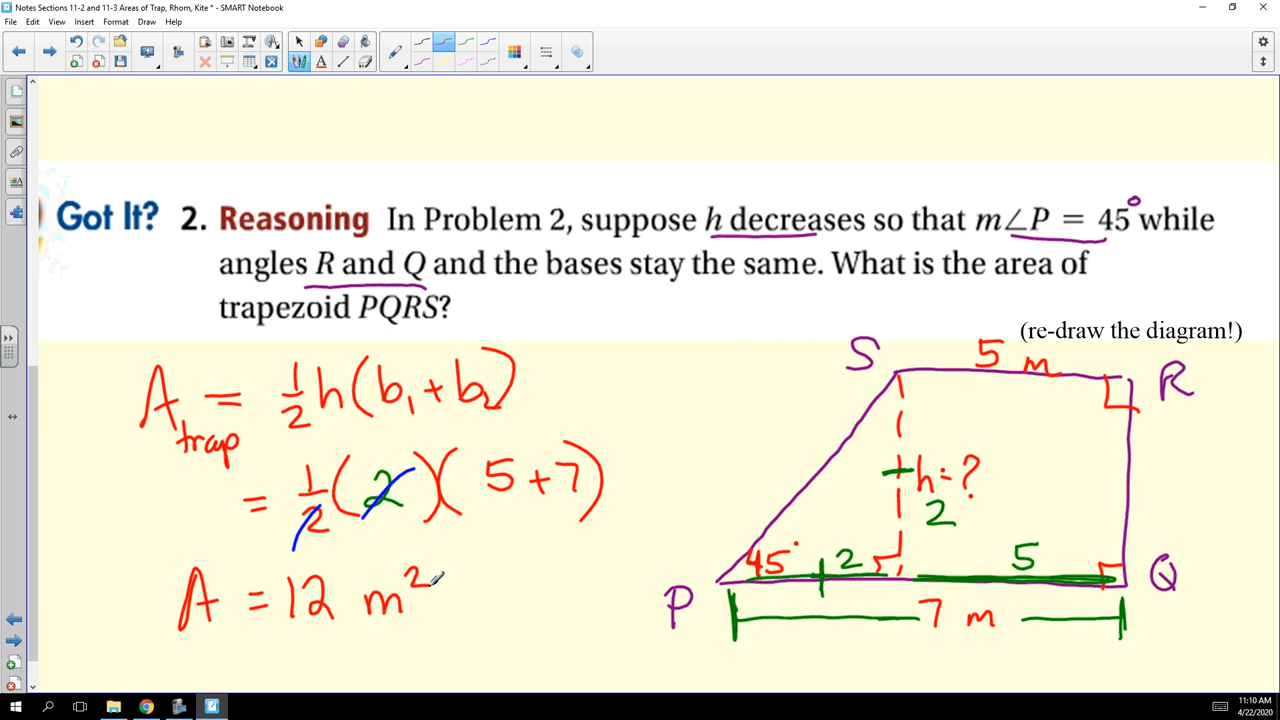 Notes Sections 11-2 and 11-3 Areas of Trap, Rhom, Kite * - SMART Notebook
File Edit View Insert Format Draw Help
Got It? 2. Reasoning In Problem 2, suppose h decreases so that m∠P = 45° while
angles R and Q and the bases stay the same. What is the area of
trapezoid PQRS?
(re-draw the diagram!)
A trap = 1/2 h(b₁ + b₂)
= 1/2 (2)(5+7)
A = 12 m²
S
5 m
R
h = ?
2
45°
2
5
P
Q
7 m
11:10 AM
4/22/2020